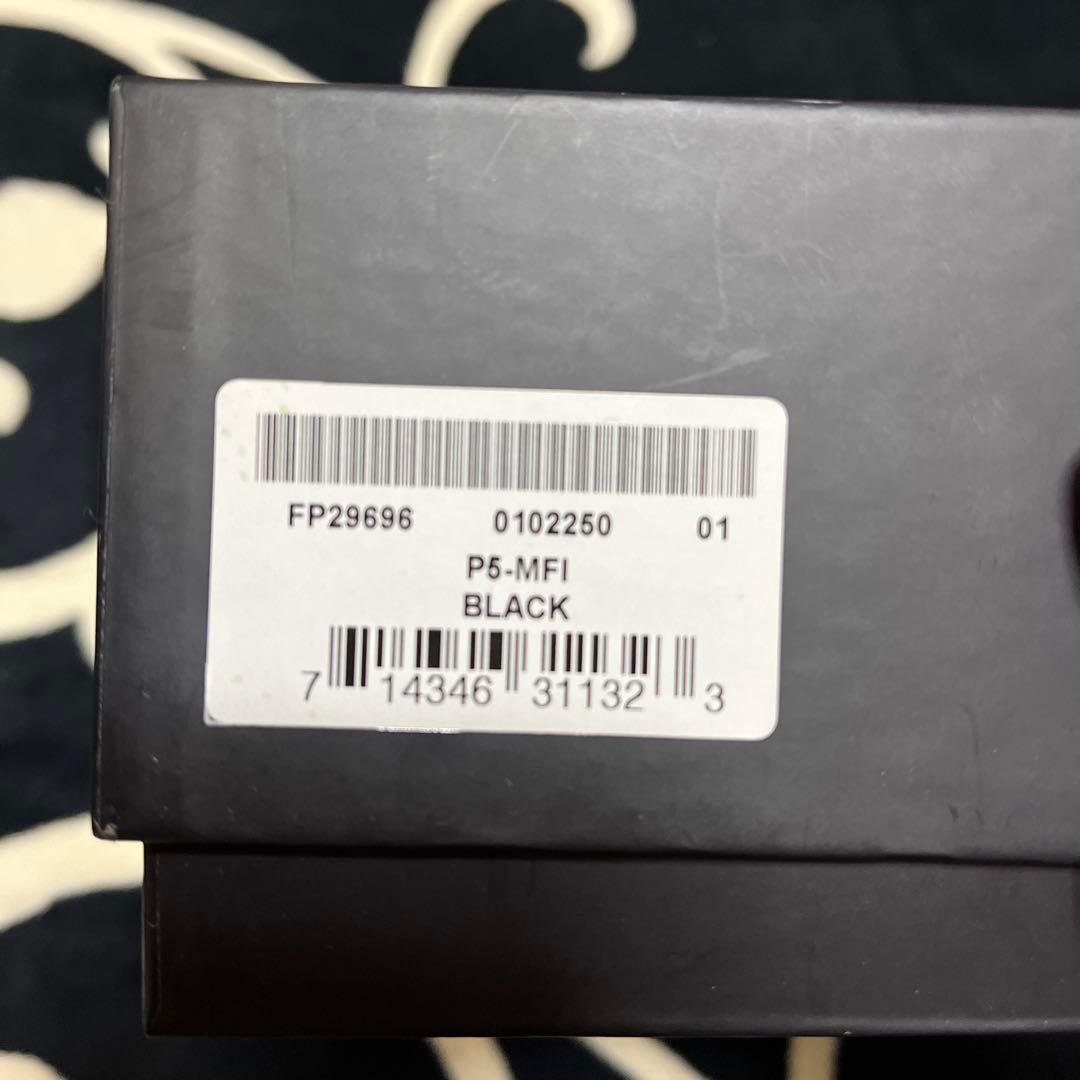 FP29696 0102250 01
P5-MFI
BLACK
7 14346 31132 3